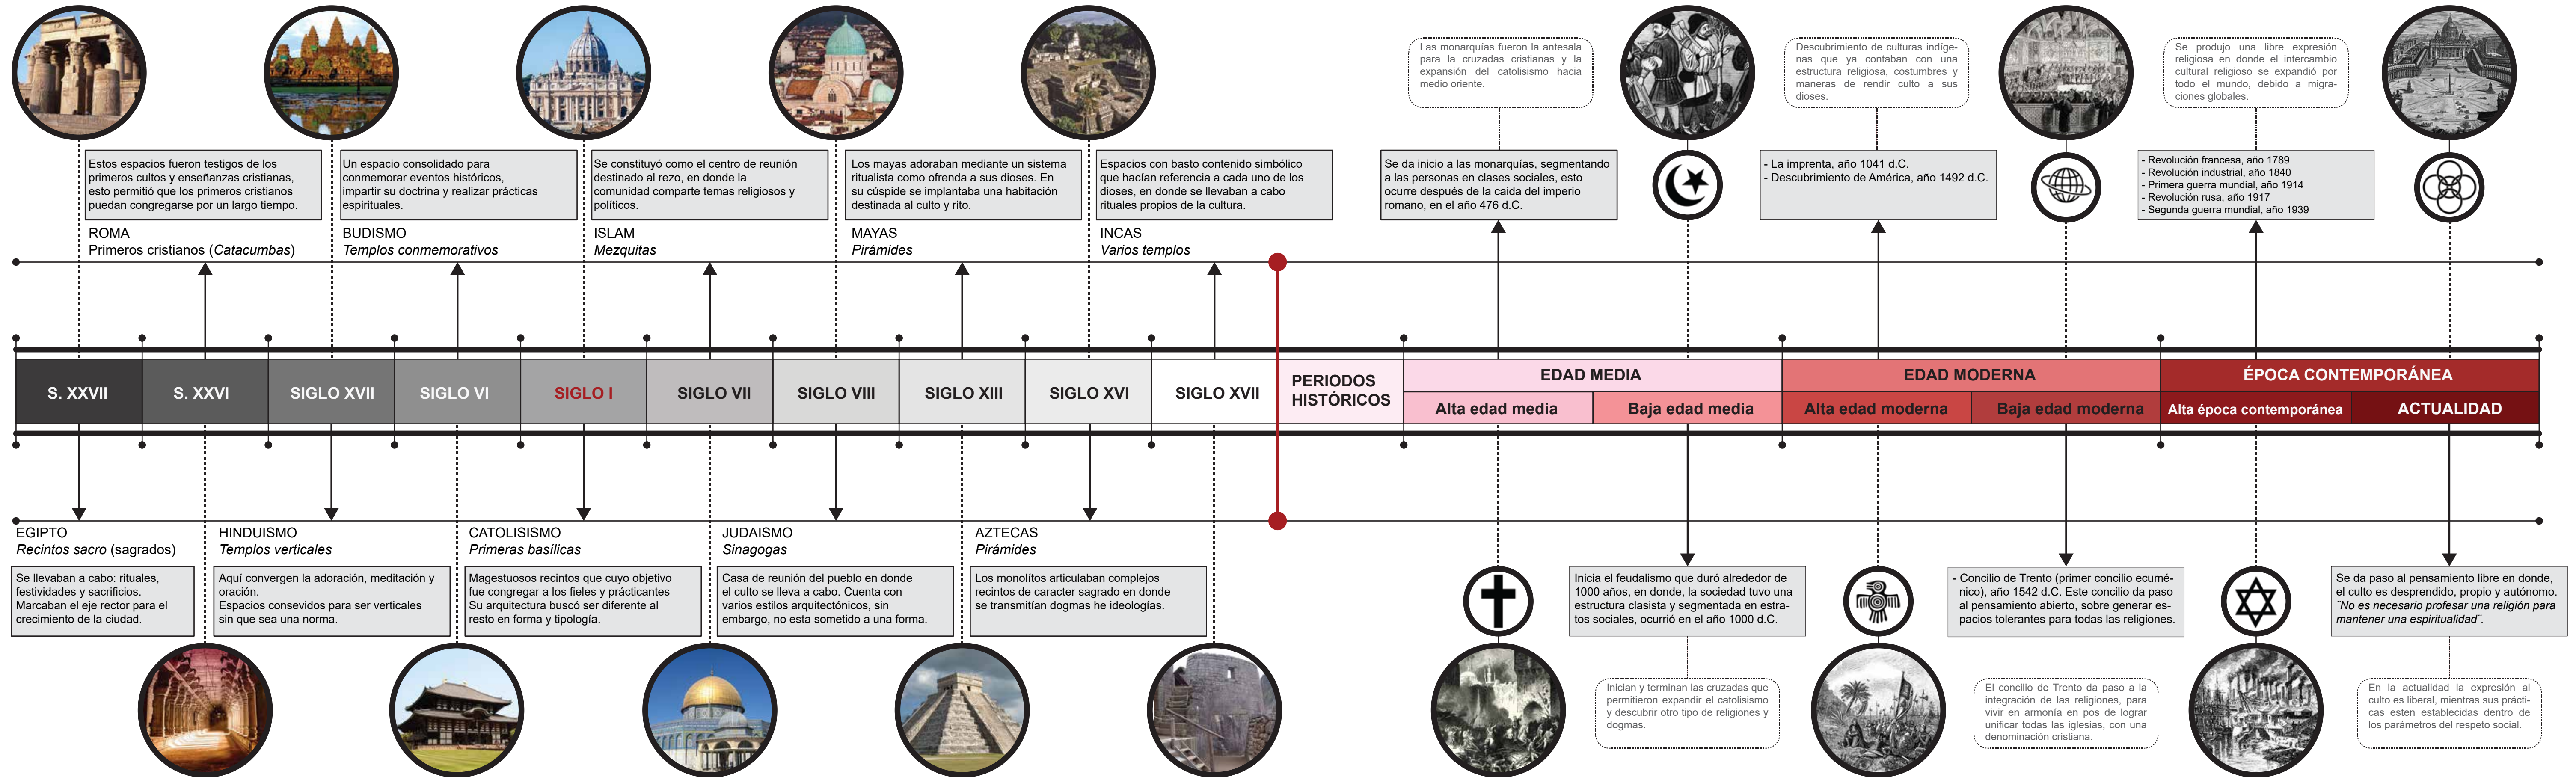 Las monarquías fueron la antesala
para la cruzadas cristianas y la
expansión del catolisismo hacia
medio oriente.
Descubrimiento de culturas indíge-
nas que ya contaban con una
estructura religiosa, costumbres y
maneras de rendir culto a sus
dioses.
Se produjo una libre expresión
religiosa en donde el intercambio
cultural religioso se expandió por
todo el mundo, debido a migra-
ciones globales.
Estos espacios fueron testigos de los
primeros cultos y enseñanzas cristianas,
esto permitió que los primeros cristianos
puedan congregarse por un largo tiempo.
Un espacio consolidado para
conmemorar eventos históricos,
impartir su doctrina y realizar prácticas
espirituales.
Se constituyó como el centro de reunión
destinado al rezo, en donde la
comunidad comparte temas religiosos y
políticos.
Los mayas adoraban mediante un sistema
ritualista como ofrenda a sus dioses. En
su cúspide se implantaba una habitación
destinada al culto y rito.
Espacios con basto contenido simbólico
que hacían referencia a cada uno de los
dioses, en donde se llevaban a cabo
rituales propios de la cultura.
Se da inicio a las monarquías, segmentando
a las personas en clases sociales, esto
ocurre después de la caida del imperio
romano, en el año 476 d.C.
- La imprenta, año 1041 d.C.
- Descubrimiento de América, año 1492 d.C.
- Revolución francesa, año 1789
- Revolución industrial, año 1840
- Primera guerra mundial, año 1914
- Revolución rusa, año 1917
- Segunda guerra mundial, año 1939
ROMA
Primeros cristianos (Catacumbas)
BUDISMO
Templos conmemorativos
ISLAM
Mezquitas
MAYAS
Pirámides
INCAS
Varios templos
S. XXVII
S. XXVI
SIGLO XVII
SIGLO VI
SIGLO I
SIGLO VII
SIGLO VIII
SIGLO XIII
SIGLO XVI
SIGLO XVII
PERIODOS
HISTÓRICOS
EDAD MEDIA
EDAD MODERNA
ÉPOCA CONTEMPORÁNEA
Alta edad media
Baja edad media
Alta edad moderna
Baja edad moderna
Alta época contemporánea
ACTUALIDAD
EGIPTO
Recintos sacro (sagrados)
HINDUISMO
Templos verticales
CATOLISISMO
Primeras basílicas
JUDAISMO
Sinagogas
AZTECAS
Pirámides
Se llevaban a cabo: rituales,
festividades y sacrificios.
Marcaban el eje rector para el
crecimiento de la ciudad.
Aquí convergen la adoración, meditación y
oración.
Espacios consevidos para ser verticales
sin que sea una norma.
Magestuosos recintos que cuyo objetivo
fue congregar a los fieles y prácticantes
Su arquitectura buscó ser diferente al
resto en forma y tipología.
Casa de reunión del pueblo en donde
el culto se lleva a cabo. Cuenta con
varios estilos arquitectónicos, sin
embargo, no esta sometido a una forma.
Los monolítos articulaban complejos
recintos de caracter sagrado en donde
se transmitían dogmas he ideologías.
Inicia el feudalismo que duró alrededor de
1000 años, en donde, la sociedad tuvo una
estructura clasista y segmentada en estra-
tos sociales, ocurrió en el año 1000 d.C.
- Concilio de Trento (primer concilio ecumé-
nico), año 1542 d.C. Este concilio da paso
al pensamiento abierto, sobre generar es-
pacios tolerantes para todas las religiones.
Se da paso al pensamiento libre en donde,
el culto es desprendido, propio y autónomo.
¨No es necesario profesar una religión para
mantener una espiritualidad¨.
Inician y terminan las cruzadas que
permitieron expandir el catolisismo
y descubrir otro tipo de religiones y
dogmas.
El concilio de Trento da paso a la
integración de las religiones, para
vivir en armonía en pos de lograr
unificar todas las iglesias, con una
denominación cristiana.
En la actualidad la expresión al
culto es liberal, mientras sus prácti-
cas esten establecidas dentro de
los parámetros del respeto social.